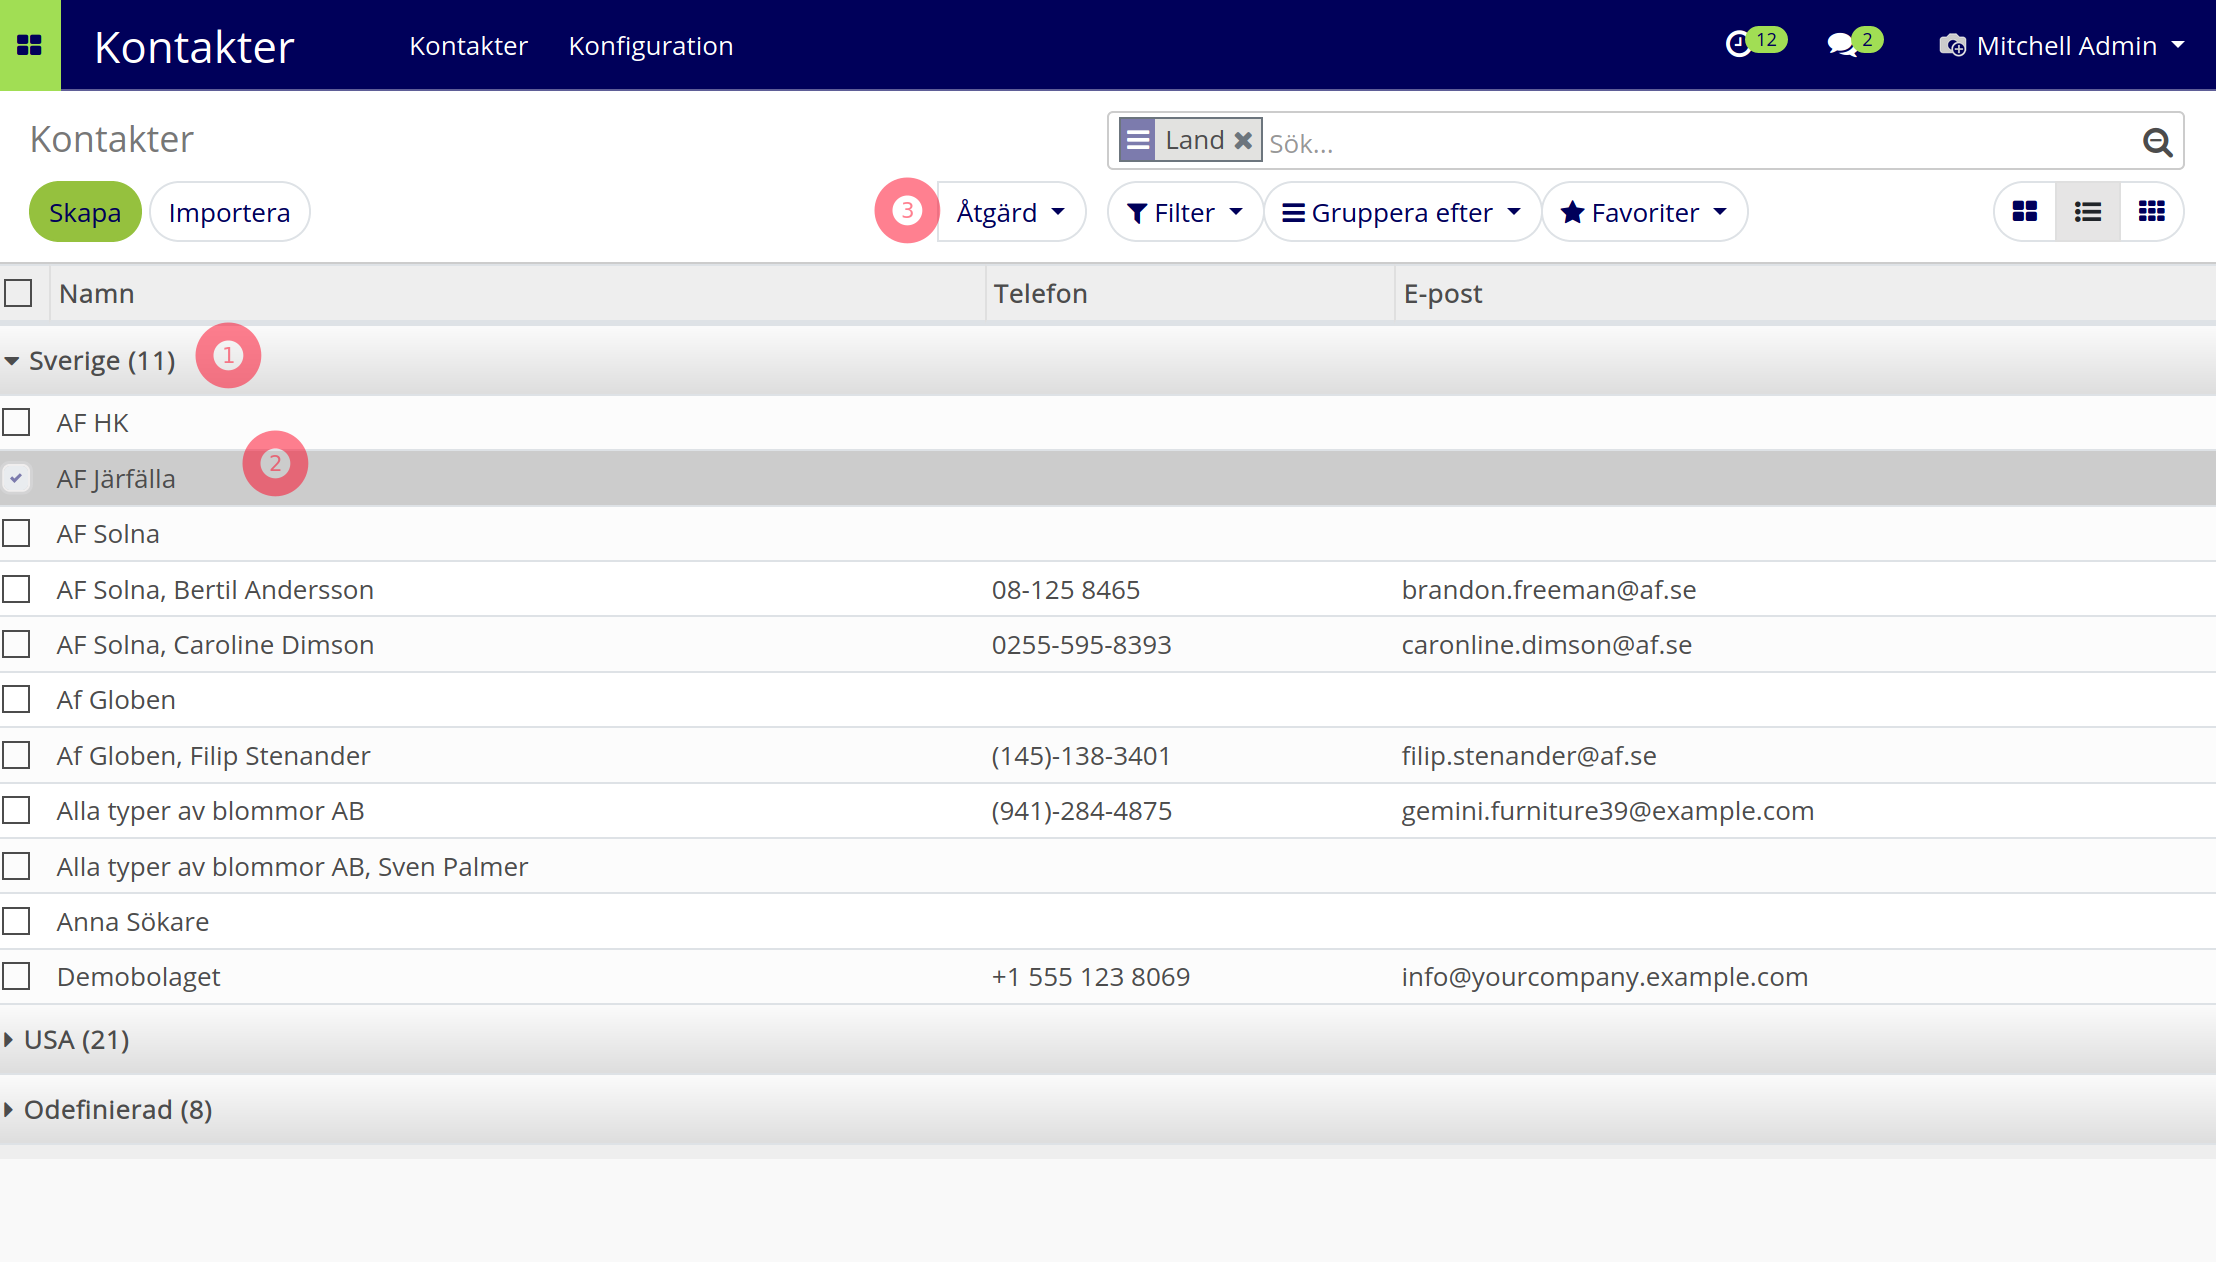 Kontakter Kontakter Konfiguration 12 2 Mitchell Admin
Kontakter Land Sök...
Skapa Importera 3 Åtgärd Filter Gruppera efter Favoriter
Namn Telefon E-post
Sverige (11) 1
AF HK
AF Järfälla 2
AF Solna
AF Solna, Bertil Andersson 08-125 8465 brandon.freeman@af.se
AF Solna, Caroline Dimson 0255-595-8393 caronline.dimson@af.se
Af Globen
Af Globen, Filip Stenander (145)-138-3401 filip.stenander@af.se
Alla typer av blommor AB (941)-284-4875 gemini.furniture39@example.com
Alla typer av blommor AB, Sven Palmer
Anna Sökare
Demobolaget +1 555 123 8069 info@yourcompany.example.com
USA (21)
Odefinierad (8)